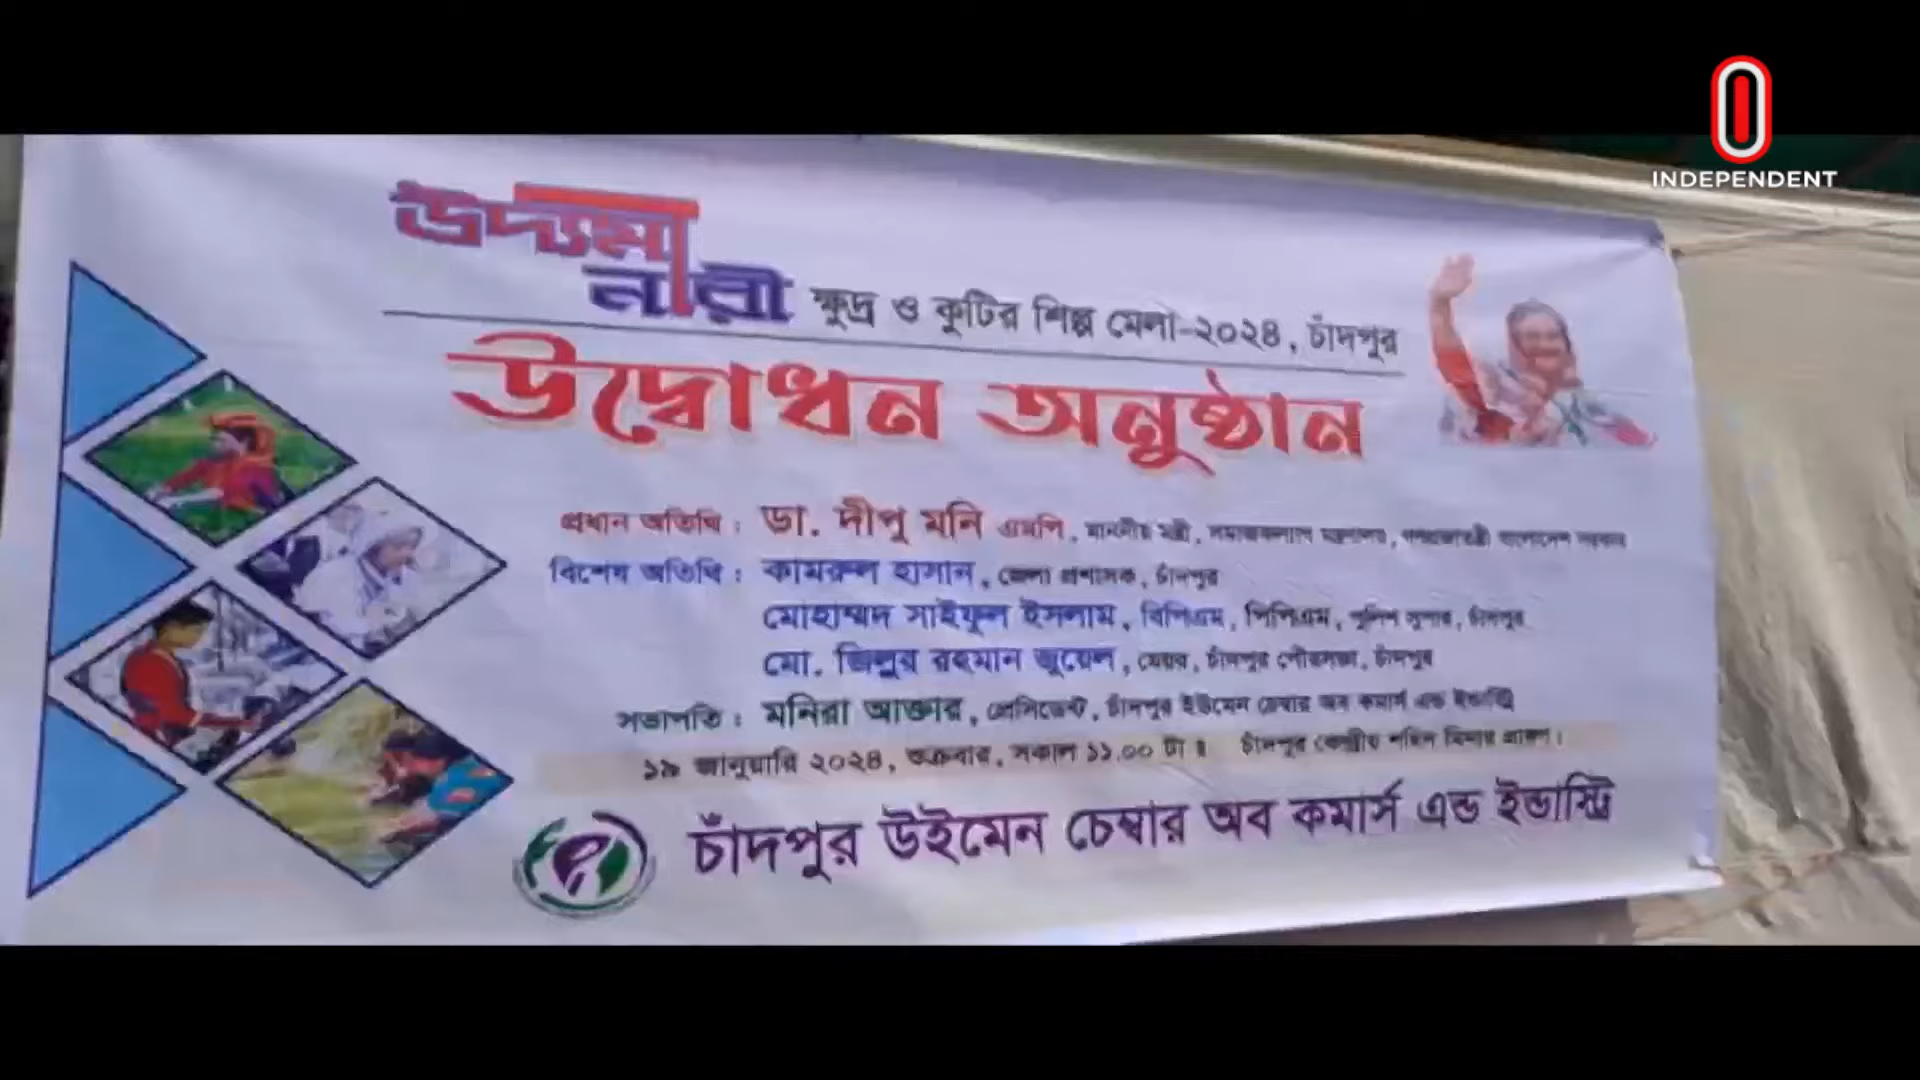 INDEPENDENT
উদ্যমী
নারী ক্ষুদ্র ও কুটির শিল্প মেলা-২০২৪, চাঁদপুর
উদ্বোধন অনুষ্ঠান
প্রধান অতিথি : ডা. দীপু মনি এমপি, মাননীয় মন্ত্রী, সমাজকল্যাণ মন্ত্রণালয়, গণপ্রজাতন্ত্রী বাংলাদেশ সরকার
বিশেষ অতিথি : কামরুল হাসান, জেলা প্রশাসক, চাঁদপুর
মোহাম্মদ সাইফুল ইসলাম, বিপিএম, পিপিএম, পুলিশ সুপার, চাঁদপুর
মো. জিল্লুর রহমান জুয়েল, মেয়র, চাঁদপুর পৌরসভা, চাঁদপুর
সভাপতি : মনিরা আক্তার, প্রেসিডেন্ট, চাঁদপুর উইমেন চেম্বার অব কমার্স এন্ড ইন্ডাস্ট্রি
১৯ জানুয়ারি ২০২৪, শুক্রবার, সকাল ১১.০০ টা ॥ চাঁদপুর কেন্দ্রীয় শহিদ মিনার প্রাঙ্গণ।
চাঁদপুর উইমেন চেম্বার অব কমার্স এন্ড ইন্ডাস্ট্রি